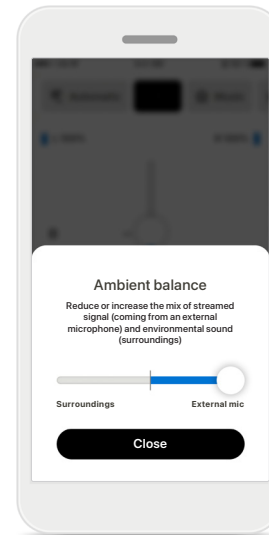 Ambient balance
Reduce or increase the mix of streamed
signal (coming from an external
microphone) and environmental sound
(surroundings)
Surroundings
External mic
Close